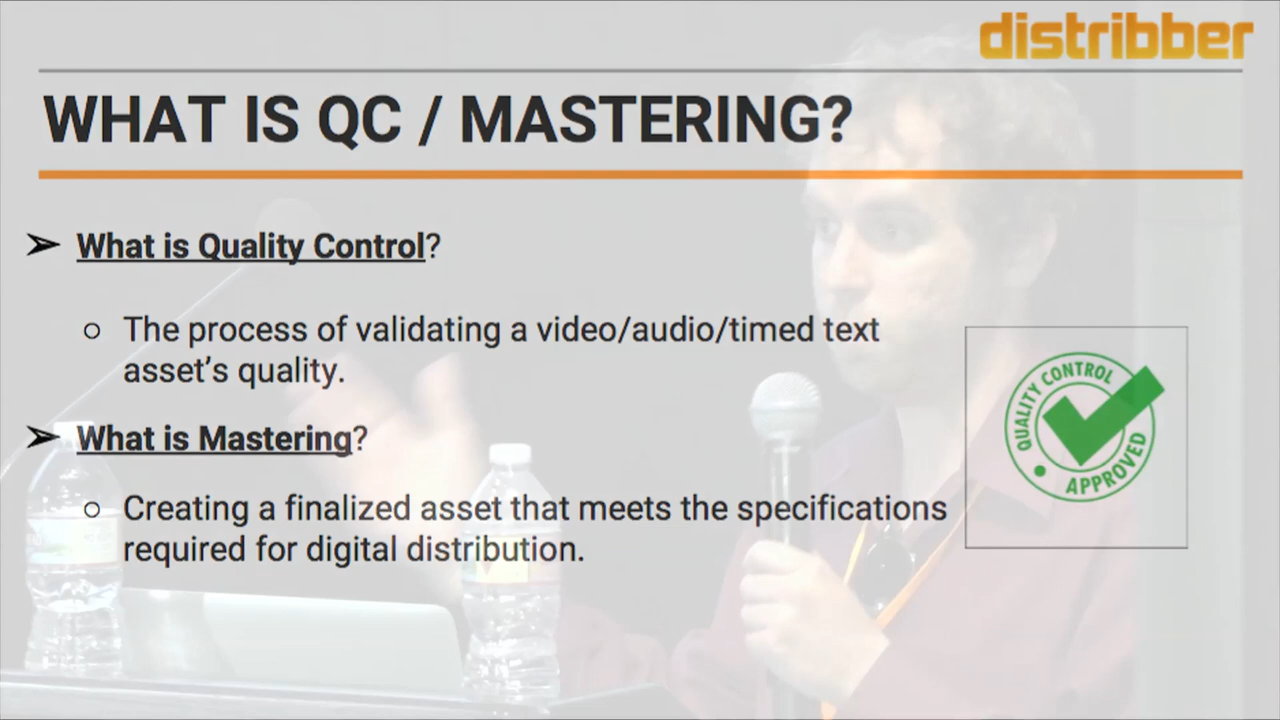 distribber
WHAT IS QC / MASTERING?
➢ What is Quality Control?
○ The process of validating a video/audio/timed text
asset’s quality.
➢ What is Mastering?
○ Creating a finalized asset that meets the specifications
required for digital distribution.
QUALITY CONTROL
APPROVED